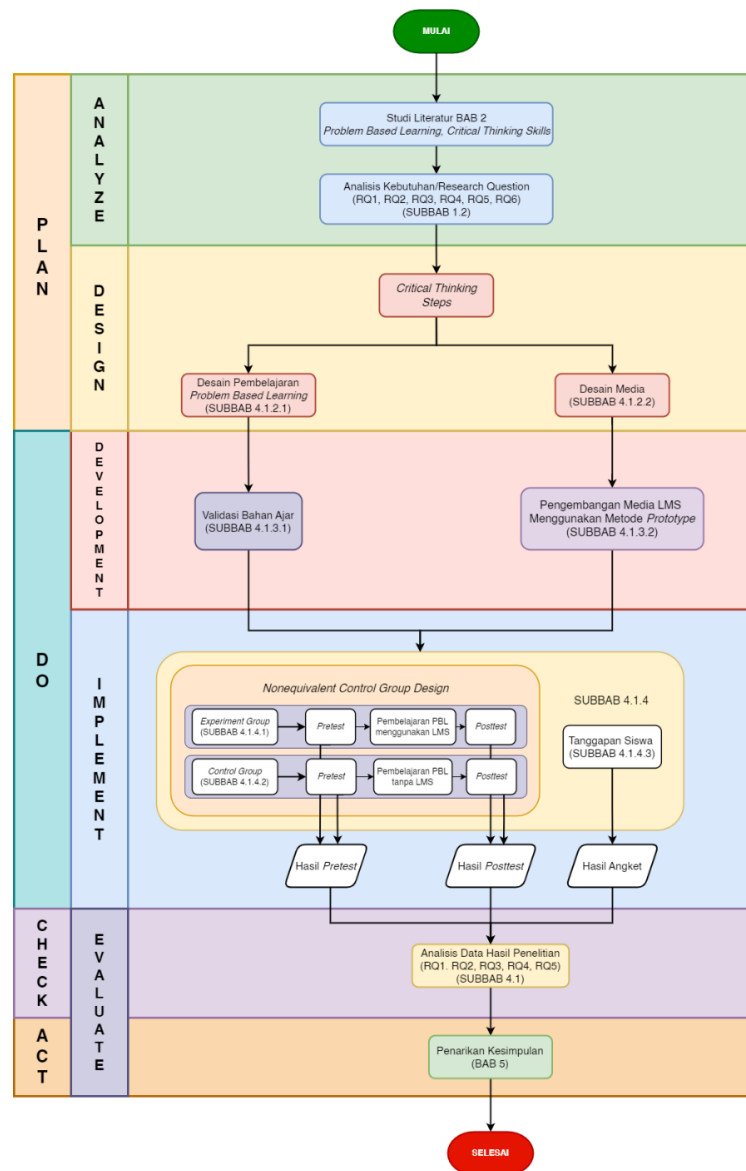 MULAI
PLAN
ANALYZE
Studi Literatur BAB 2
Problem Based Learning, Critical Thinking Skills
Analisis Kebutuhan/Research Question
(RQ1, RQ2, RQ3, RQ4, RQ5, RQ6)
(SUBBAB 1.2)
DESIGN
Critical Thinking
Steps
Desain Pembelajaran
Problem Based Learning
(SUBBAB 4.1.2.1)
Desain Media
(SUBBAB 4.1.2.2)
DO
DEVELOPMENT
Validasi Bahan Ajar
(SUBBAB 4.1.3.1)
Pengembangan Media LMS
Menggunakan Metode Prototype
(SUBBAB 4.1.3.2)
IMPLEMENT
Nonequivalent Control Group Design
SUBBAB 4.1.4
Experiment Group
(SUBBAB 4.1.4.1)
Pretest
Pembelajaran PBL
menggunakan LMS
Posttest
Control Group
(SUBBAB 4.1.4.2)
Pretest
Pembelajaran PBL
tanpa LMS
Posttest
Tanggapan Siswa
(SUBBAB 4.1.4.3)
Hasil Pretest
Hasil Posttest
Hasil Angket
CHECK
EVALUATE
Analisis Data Hasil Penelitian
(RQ1. RQ2, RQ3, RQ4, RQ5)
(SUBBAB 4.1)
ACT
Penarikan Kesimpulan
(BAB 5)
SELESAI